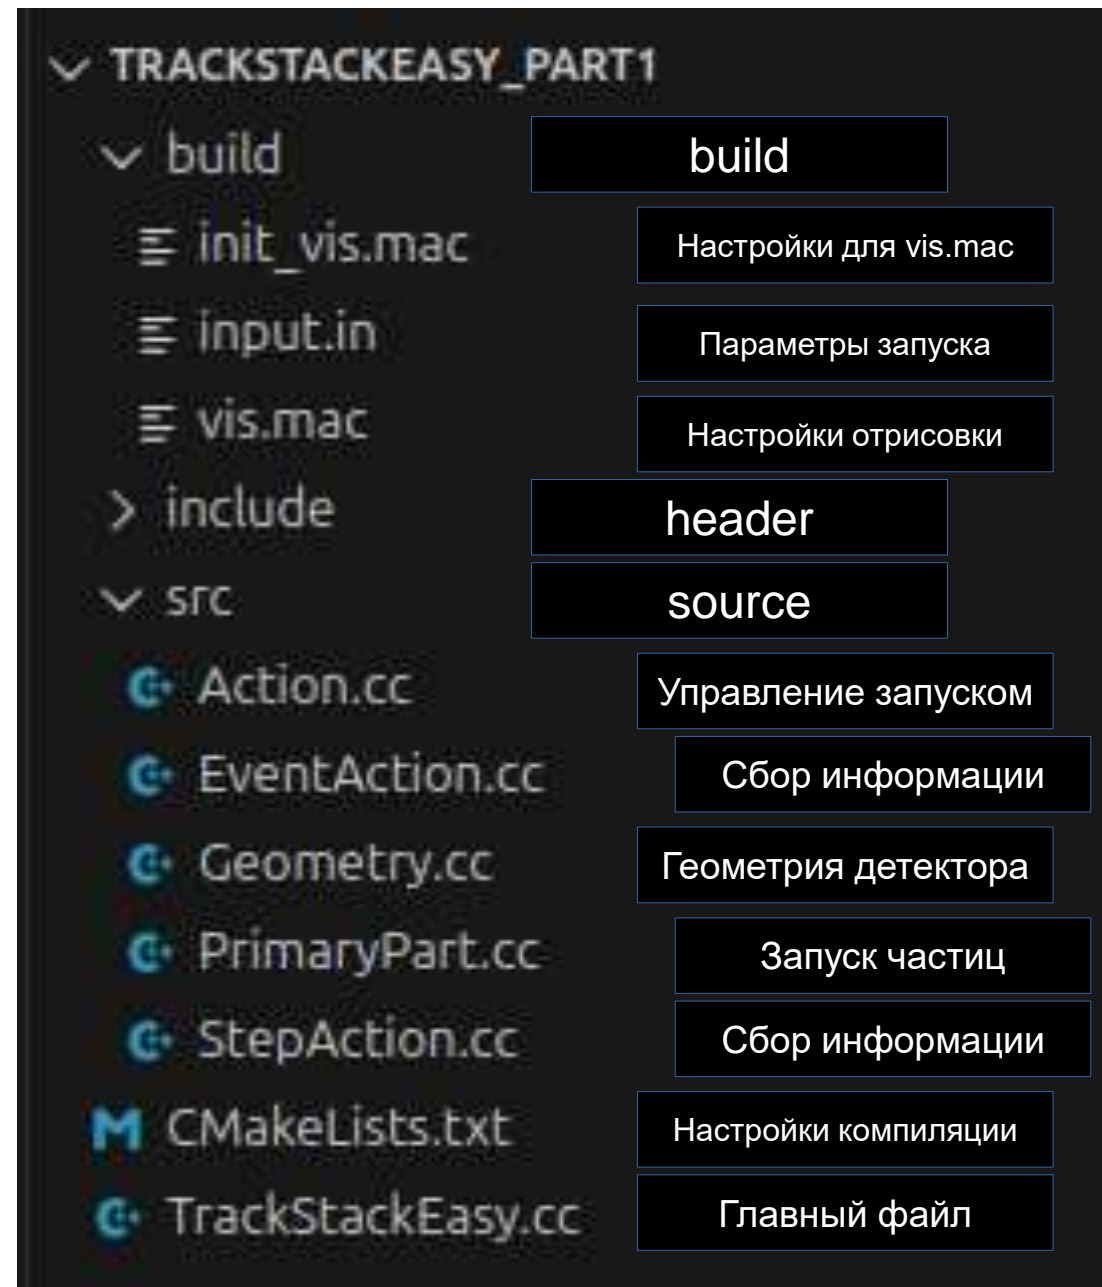 TRACKSTACKEASY_PART1
build build
init_vis.mac Настройки для vis.mac
input.in Параметры запуска
vis.mac Настройки отрисовки
include header
src source
Action.cc Управление запуском
EventAction.cc Сбор информации
Geometry.cc Геометрия детектора
PrimaryPart.cc Запуск частиц
StepAction.cc Сбор информации
CMakeLists.txt Настройки компиляции
TrackStackEasy.cc Главный файл